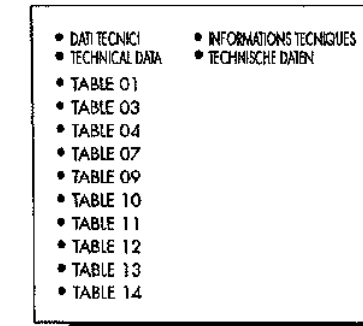 • DATI TECNICI • INFORMATIONS TECNIQUES
• TECHNICAL DATA • TECHNISCHE DATEN
• TABLE 01
• TABLE 03
• TABLE 04
• TABLE 07
• TABLE 09
• TABLE 10
• TABLE 11
• TABLE 12
• TABLE 13
• TABLE 14